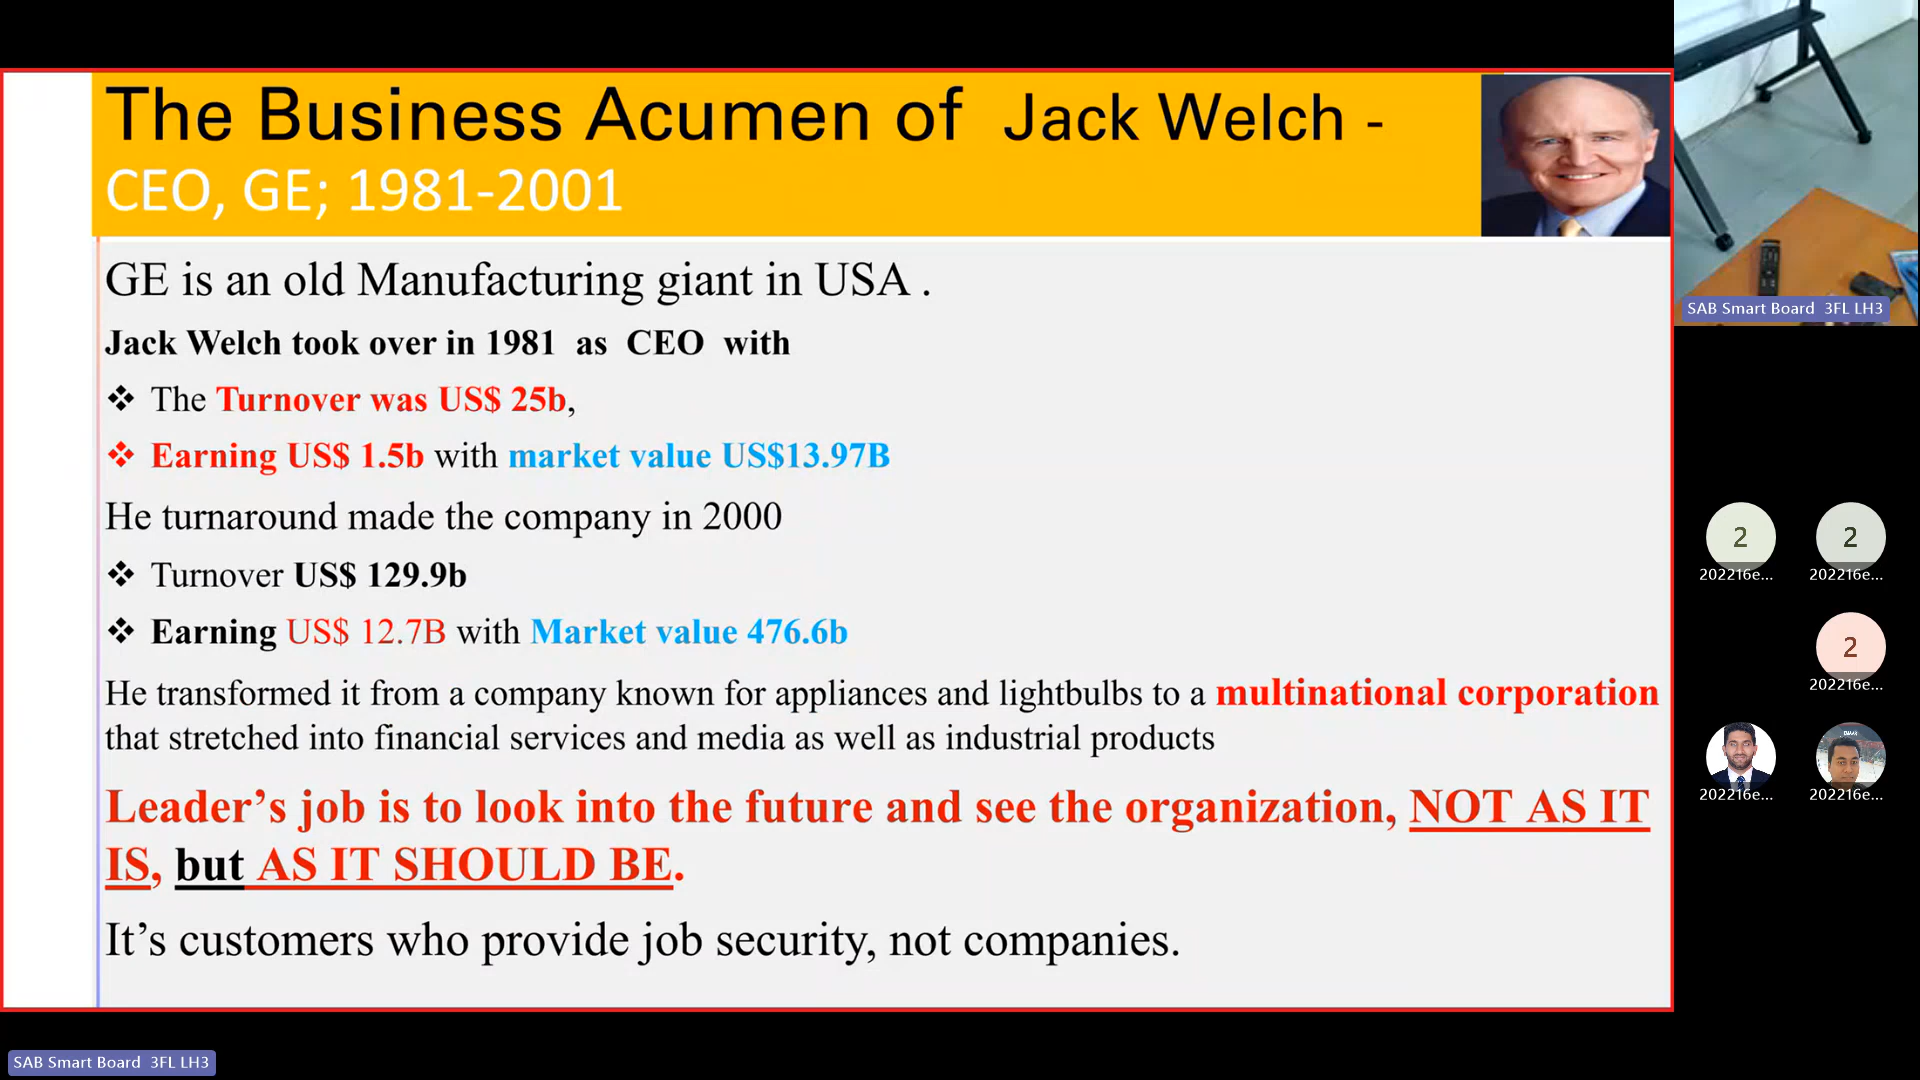 The Business Acumen of Jack Welch -
CEO, GE; 1981-2001
GE is an old Manufacturing giant in USA .
Jack Welch took over in 1981 as CEO with
❖ The Turnover was US$ 25b,
❖ Earning US$ 1.5b with market value US$13.97B
He turnaround made the company in 2000
❖ Turnover US$ 129.9b
❖ Earning US$ 12.7B with Market value 476.6b
He transformed it from a company known for appliances and lightbulbs to a multinational corporation
that stretched into financial services and media as well as industrial products
Leader’s job is to look into the future and see the organization, NOT AS IT
IS, but AS IT SHOULD BE.
It’s customers who provide job security, not companies.
SAB Smart Board 3FL LH3
2
2
202216e...
202216e...
2
202216e...
202216e...
202216e...
SAB Smart Board 3FL LH3